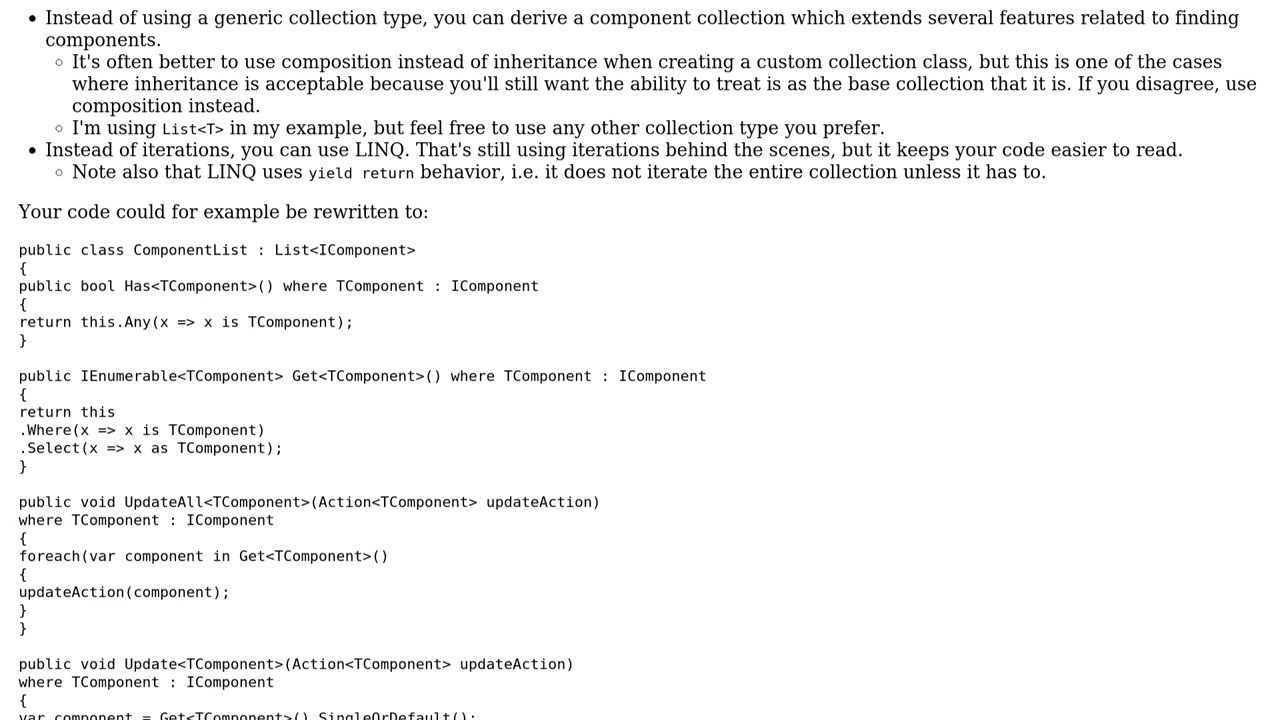 • Instead of using a generic collection type, you can derive a component collection which extends several features related to finding
components.
◦ It's often better to use composition instead of inheritance when creating a custom collection class, but this is one of the cases
where inheritance is acceptable because you'll still want the ability to treat is as the base collection that it is. If you disagree, use
composition instead.
◦ I'm using List<T> in my example, but feel free to use any other collection type you prefer.
• Instead of iterations, you can use LINQ. That's still using iterations behind the scenes, but it keeps your code easier to read.
◦ Note also that LINQ uses yield return behavior, i.e. it does not iterate the entire collection unless it has to.
Your code could for example be rewritten to:
public class ComponentList : List<IComponent>
{
public bool Has<TComponent>() where TComponent : IComponent
{
return this.Any(x => x is TComponent);
}
public IEnumerable<TComponent> Get<TComponent>() where TComponent : IComponent
{
return this
.Where(x => x is TComponent)
.Select(x => x as TComponent);
}
public void UpdateAll<TComponent>(Action<TComponent> updateAction)
where TComponent : IComponent
{
foreach(var component in Get<TComponent>()
{
updateAction(component);
}
}
public void Update<TComponent>(Action<TComponent> updateAction)
where TComponent : IComponent
{
var component = Get<TComponent>().SingleOrDefault();